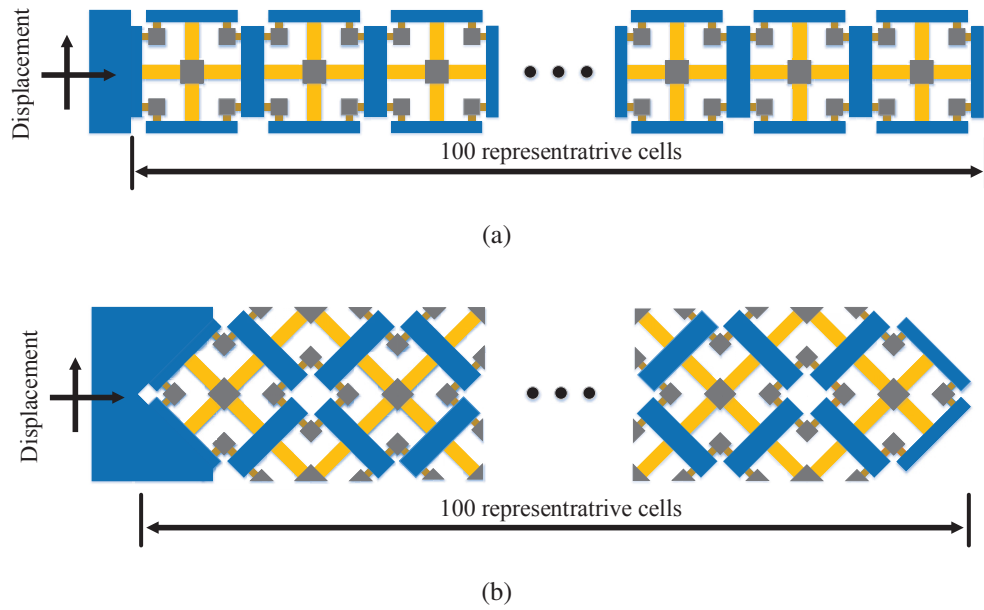 Displacement
100 representrative cells
(a)
Displacement
100 representrative cells
(b)